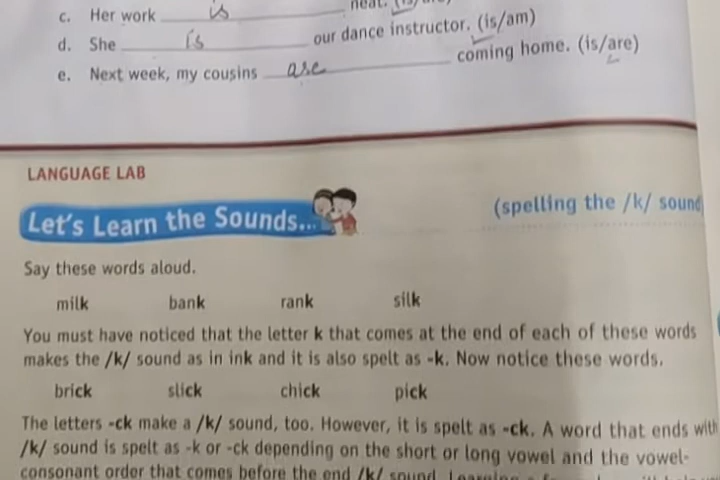 c. Her work is neat.
d. She is our dance instructor. (is/am)
e. Next week, my cousins are coming home. (is/are)
LANGUAGE LAB
Let's Learn the Sounds...
(spelling the /k/ sound
Say these words aloud.
milk bank rank silk
You must have noticed that the letter k that comes at the end of each of these words
makes the /k/ sound as in ink and it is also spelt as -k. Now notice these words.
brick slick chick pick
The letters -ck make a /k/ sound, too. However, it is spelt as -ck. A word that ends with
/k/ sound is spelt as -k or -ck depending on the short or long vowel and the vowel-
consonant order that comes before the end /k/ sound.